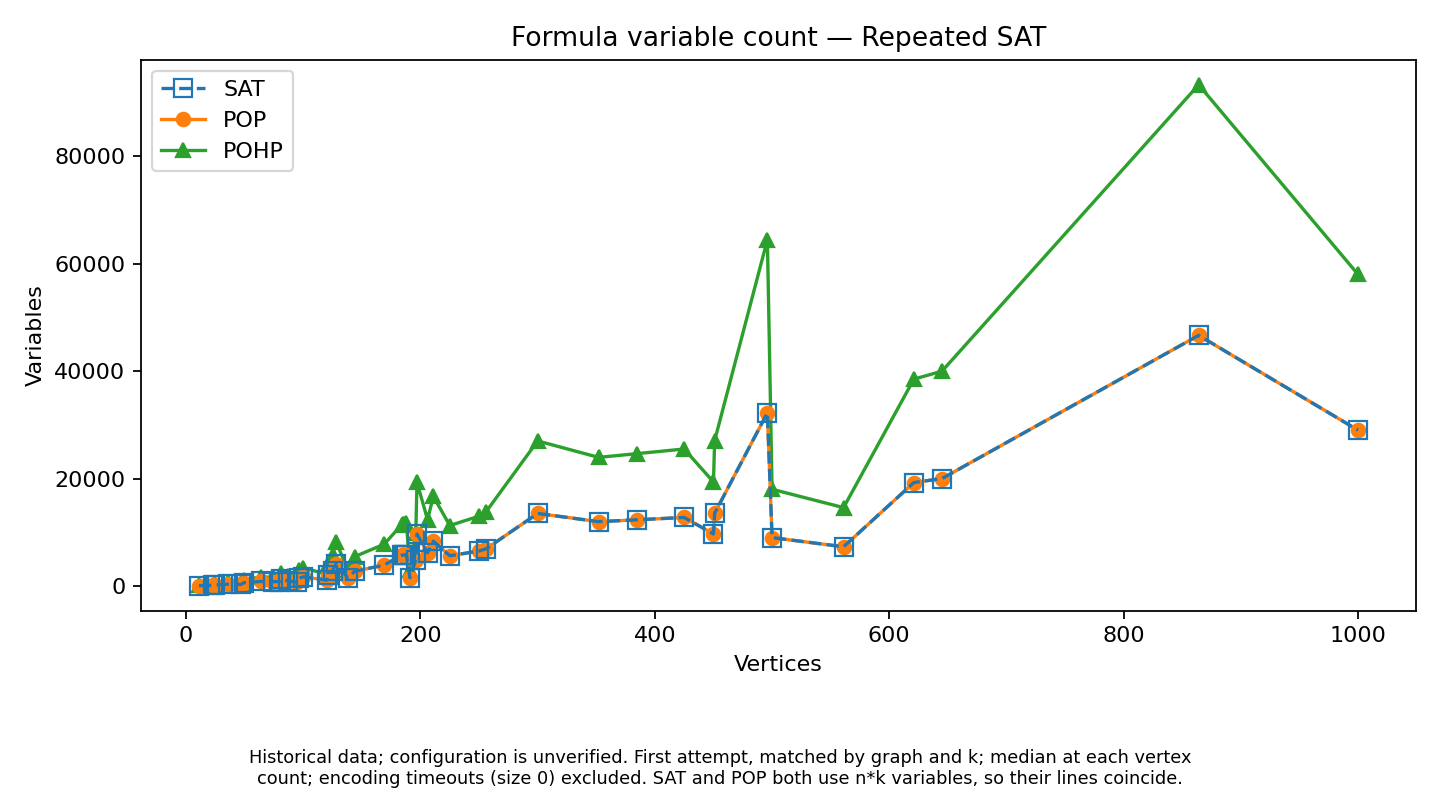 Formula variable count — Repeated SAT
SAT
POP
POHP
Variables
80000
60000
40000
20000
0
0
200
400
600
800
1000
Vertices
Historical data; configuration is unverified. First attempt, matched by graph and k; median at each vertex
count; encoding timeouts (size 0) excluded. SAT and POP both use n*k variables, so their lines coincide.